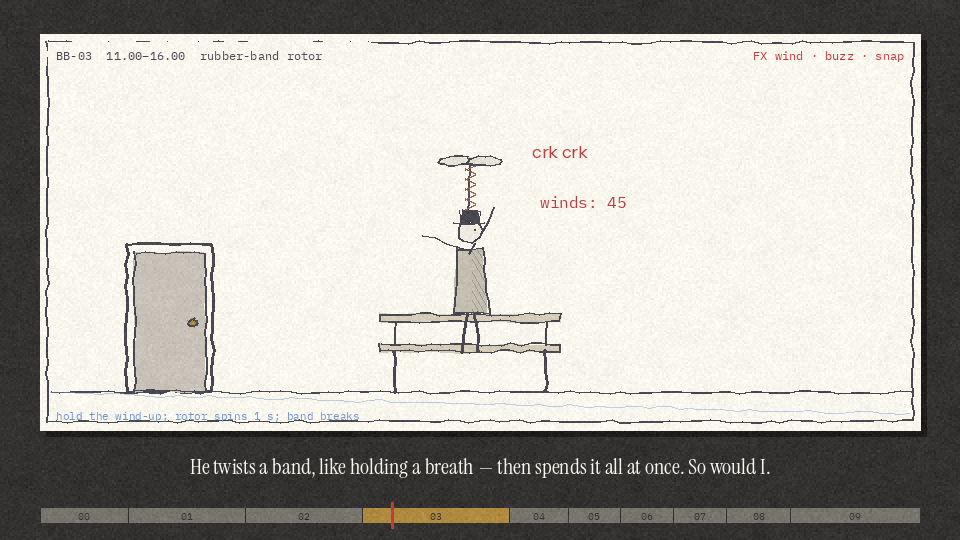 BB-03 11.00–16.00 rubber-band rotor
FX wind · buzz · snap
crk crk
winds: 45
hold the wind-up; rotor spins 1 s; band breaks
He twists a band, like holding a breath — then spends it all at once. So would I.
00 01 02 03 04 05 06 07 08 09